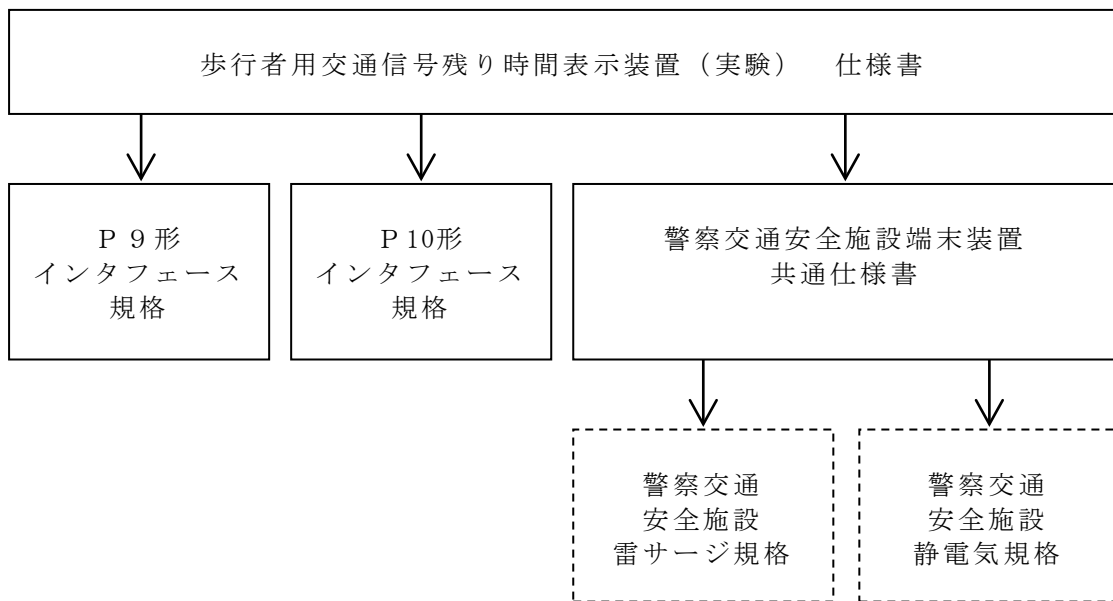 歩行者用交通信号残り時間表示装置（実験）　仕様書
Ｐ９形
インタフェース
規格
Ｐ10形
インタフェース
規格
警察交通安全施設端末装置
共通仕様書
警察交通
安全施設
雷サージ規格
警察交通
安全施設
静電気規格